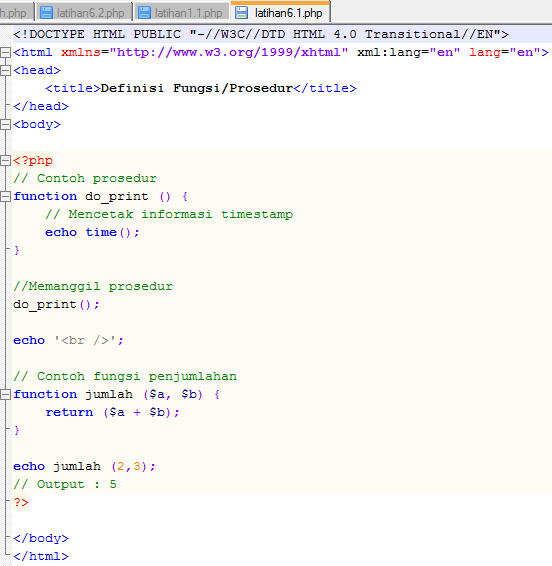 h.php latihan6.2.php latihan1.1.php latihan6.1.php
<!DOCTYPE HTML PUBLIC "-//W3C//DTD HTML 4.0 Transitional//EN">
<html xmlns="http://www.w3.org/1999/xhtml" xml:lang="en" lang="en">
<head>
    <title>Definisi Fungsi/Prosedur</title>
</head>
<body>
<?php
// Contoh prosedur
function do_print () {
    // Mencetak informasi timestamp
    echo time();
}
//Memanggil prosedur
do_print();
echo '<br />';
// Contoh fungsi penjumlahan
function jumlah ($a, $b) {
    return ($a + $b);
}
echo jumlah (2,3);
// Output : 5
?>
</body>
</html>